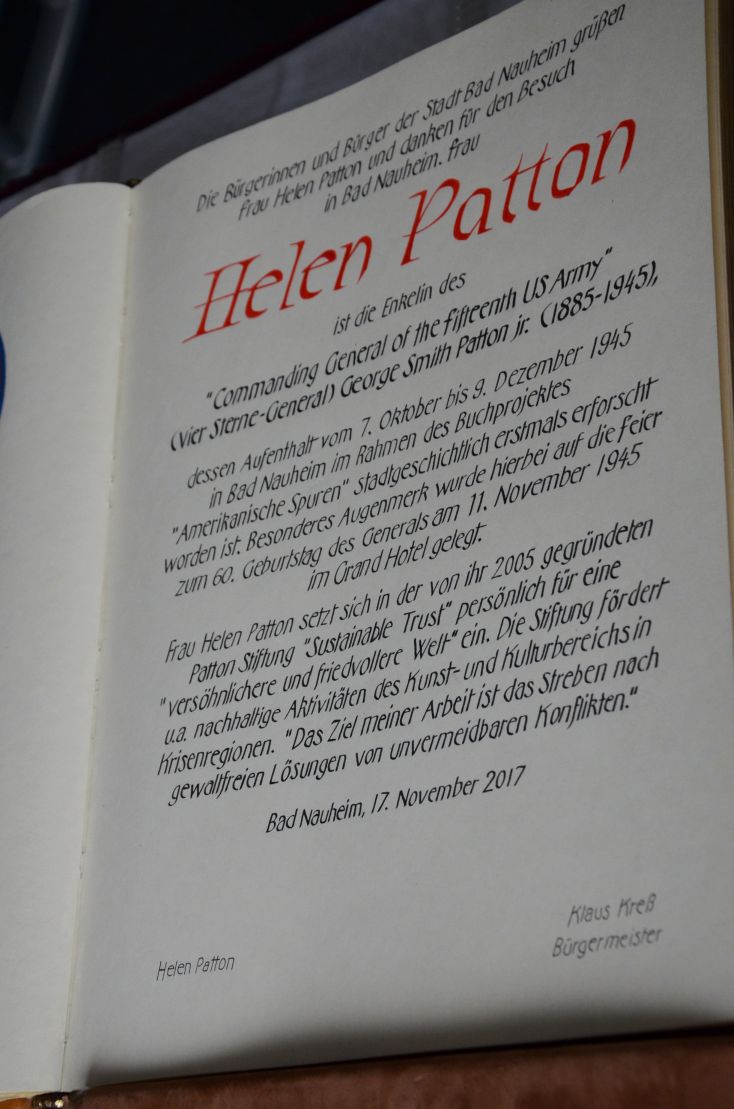 Die Bürgerinnen und Bürger der Stadt Bad Nauheim grüßen
Frau Helen Patton und danken für den Besuch
in Bad Nauheim. Frau
Helen Patton
ist die Enkelin des
"Commanding General of the Fifteenth US Army"
(Vier Sterne-General) George Smith Patton jr. (1885-1945),
dessen Aufenthalt vom 7. Oktober bis 9. Dezember 1945
in Bad Nauheim im Rahmen des Buchprojektes
"Amerikanische Spuren" Stadtgeschichtlich erstmals erforscht
worden ist. Besonderes Augenmerk wurde hierbei auf die Feier
zum 60. Geburtstag des Generals am 11. November 1945
im Grand Hotel gelegt.
Frau Helen Patton setzt sich in der von ihr 2005 gegründeten
Patton Stiftung "Sustainable Trust" persönlich für eine
"versöhnlichere und friedvollere Welt" ein. Die Stiftung fördert
u.a. nachhaltige Aktivitäten des Kunst- und Kulturbereichs in
Krisenregionen. "Das Ziel meiner Arbeit ist das Streben nach
gewaltfreien Lösungen von unvermeidbaren Konflikten."
Bad Nauheim, 17. November 2017
Klaus Kreß
Bürgermeister
Helen Patton